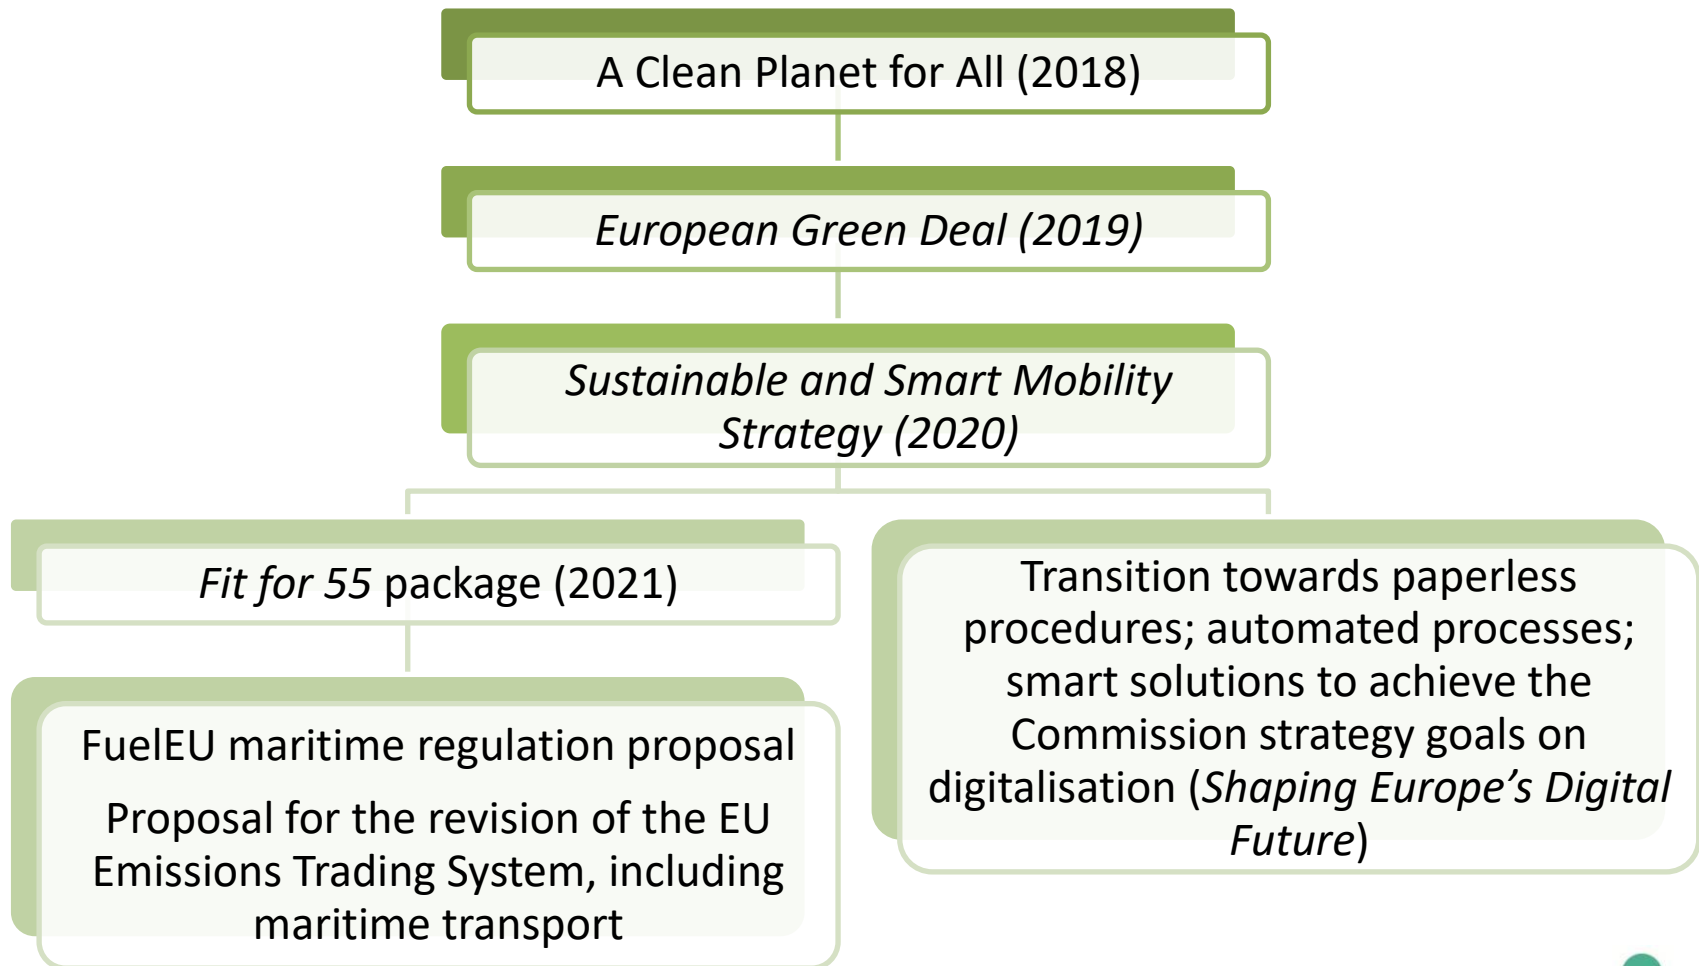 A Clean Planet for All (2018)
European Green Deal (2019)
Sustainable and Smart Mobility
Strategy (2020)
Fit for 55 package (2021)
FuelEU maritime regulation proposal
Proposal for the revision of the EU
Emissions Trading System, including
maritime transport
Transition towards paperless
procedures; automated processes;
smart solutions to achieve the
Commission strategy goals on
digitalisation (Shaping Europe’s Digital
Future)